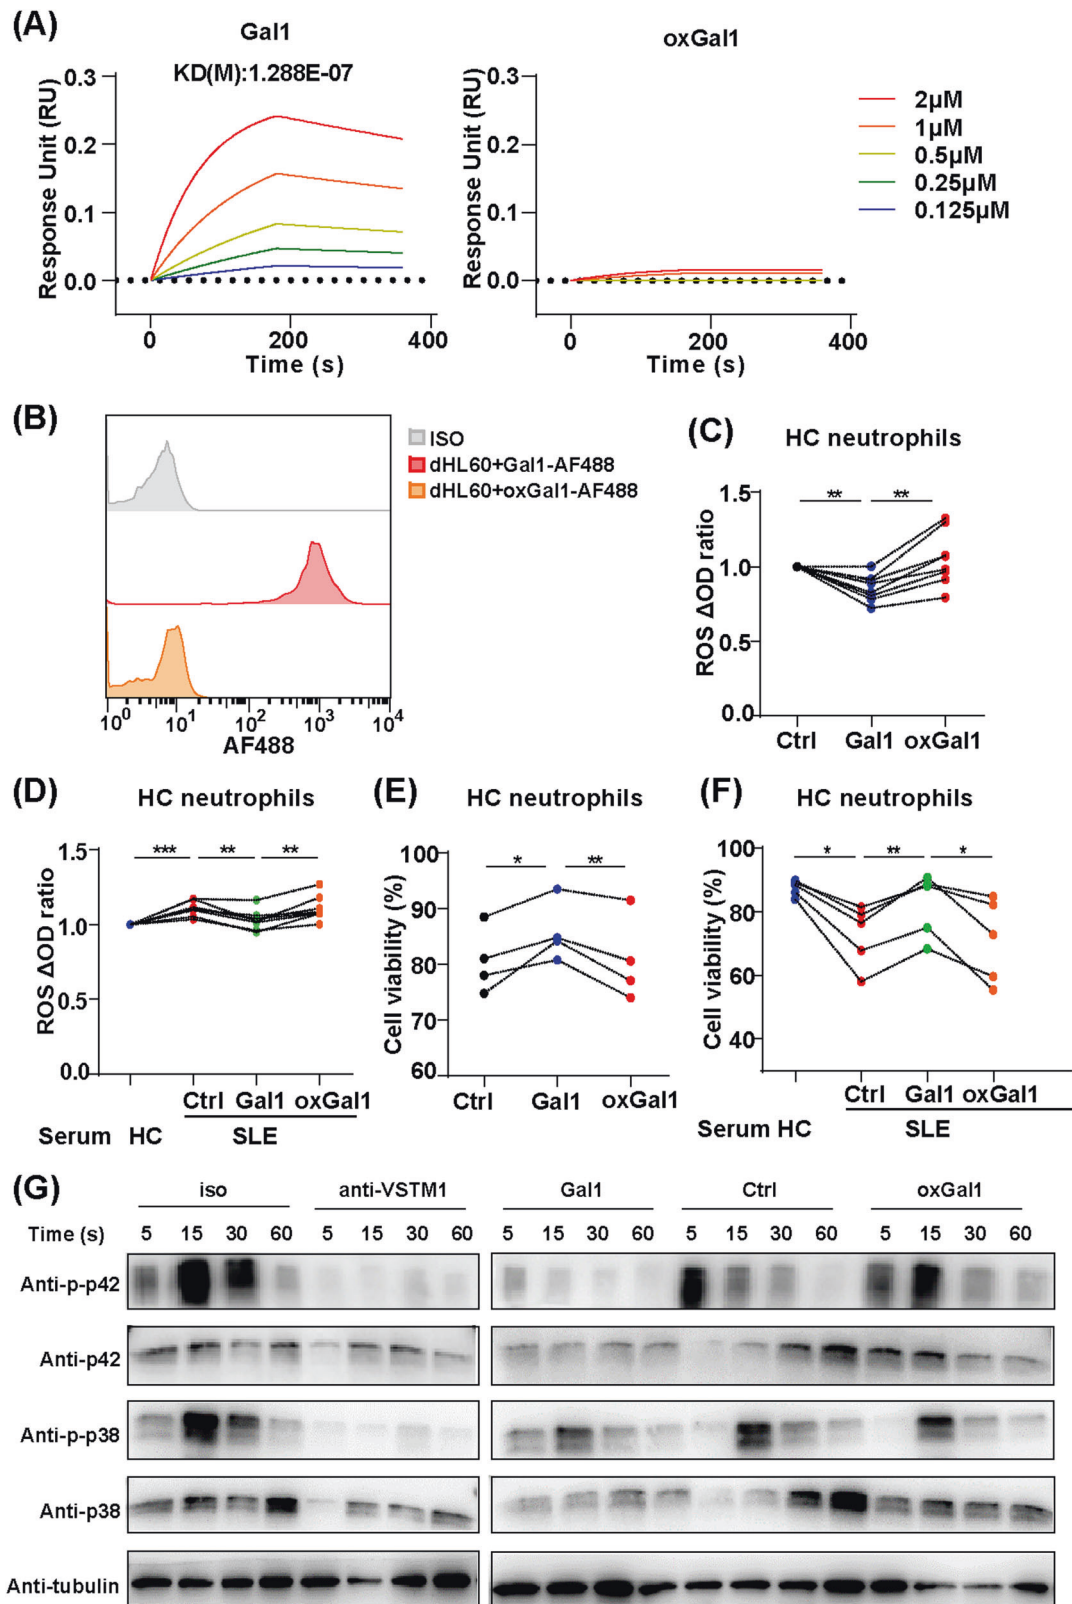 (A)
Gal1
oxGal1
KD(M):1.288E-07
Response Unit (RU)
0.3
0.2
0.1
0.0
0 200 400
Time (s)
Response Unit (RU)
0.3
0.2
0.1
0.0
0 200 400
Time (s)
2μM
1μM
0.5μM
0.25μM
0.125μM
(B)
ISO
dHL60+Gal1-AF488
dHL60+oxGal1-AF488
10^0 10^1 10^2 10^3 10^4
AF488
(C)
HC neutrophils
ROS ΔOD ratio
1.5
1.0
0.5
0.0
** **
Ctrl Gal1 oxGal1
(D)
HC neutrophils
ROS ΔOD ratio
1.5
1.0
0.5
0.0
*** ** **
Ctrl Gal1 oxGal1
Serum HC SLE
(E)
HC neutrophils
Cell viability (%)
100
90
80
70
60
* **
Ctrl Gal1 oxGal1
(F)
HC neutrophils
Cell viability (%)
100
80
60
40
* ** *
Ctrl Gal1 oxGal1
Serum HC SLE
(G)
iso anti-VSTM1 Gal1 Ctrl oxGal1
Time (s) 5 15 30 60 5 15 30 60 5 15 30 60 5 15 30 60 5 15 30 60
Anti-p-p42
Anti-p42
Anti-p-p38
Anti-p38
Anti-tubulin